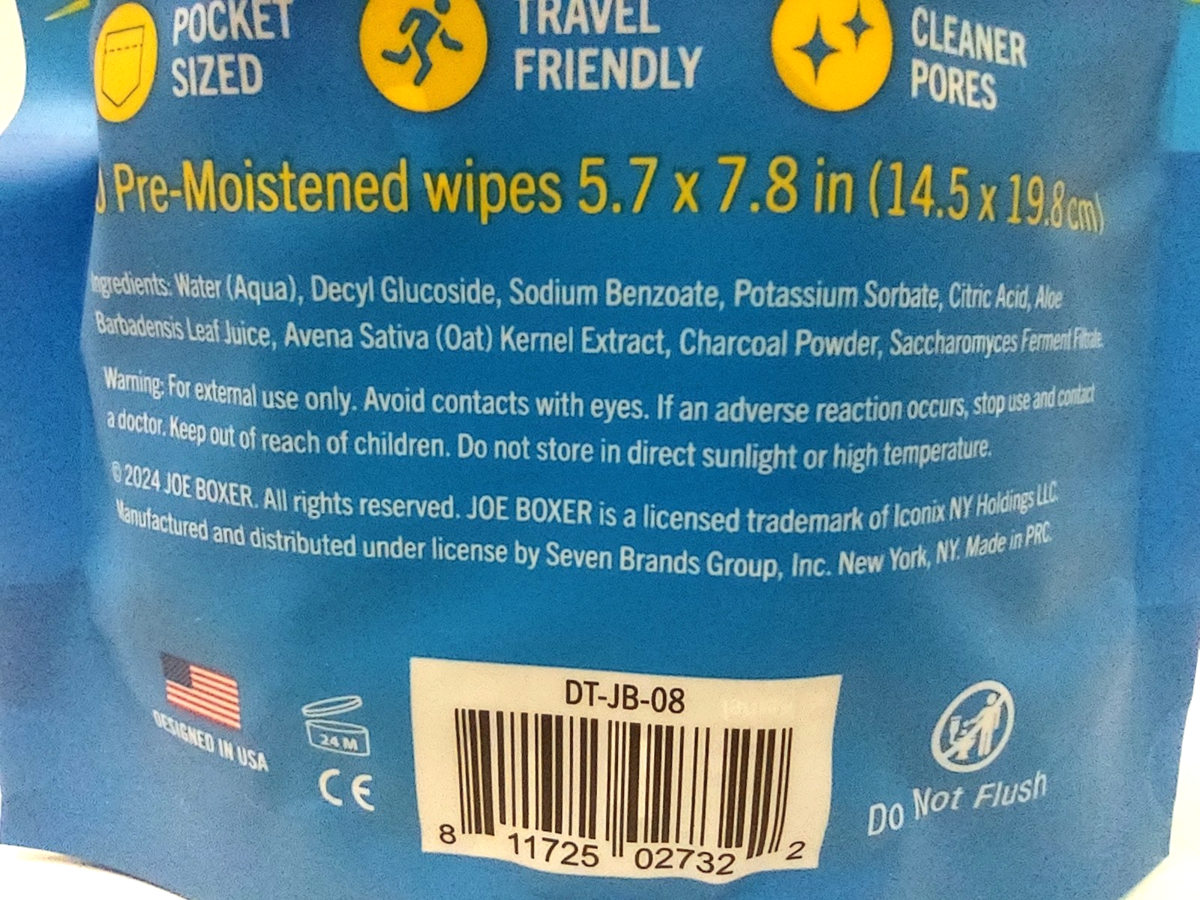 POCKET
SIZED
TRAVEL
FRIENDLY
CLEANER
PORES
Pre-Moistened wipes 5.7 x 7.8 in (14.5 x 19.8cm)
Ingredients: Water (Aqua), Decyl Glucoside, Sodium Benzoate, Potassium Sorbate, Citric Acid, Aloe
Barbadensis Leaf Juice, Avena Sativa (Oat) Kernel Extract, Charcoal Powder, Saccharomyces Ferment Filtrate.
Warning: For external use only. Avoid contacts with eyes. If an adverse reaction occurs, stop use and contact
a doctor. Keep out of reach of children. Do not store in direct sunlight or high temperature.
© 2024 JOE BOXER. All rights reserved. JOE BOXER is a licensed trademark of Iconix NY Holdings LLC.
Manufactured and distributed under license by Seven Brands Group, Inc. New York, NY. Made in PRC.
DESIGNED IN USA
24 M
CE
DT-JB-08
8 11725 02732 2
Do Not Flush